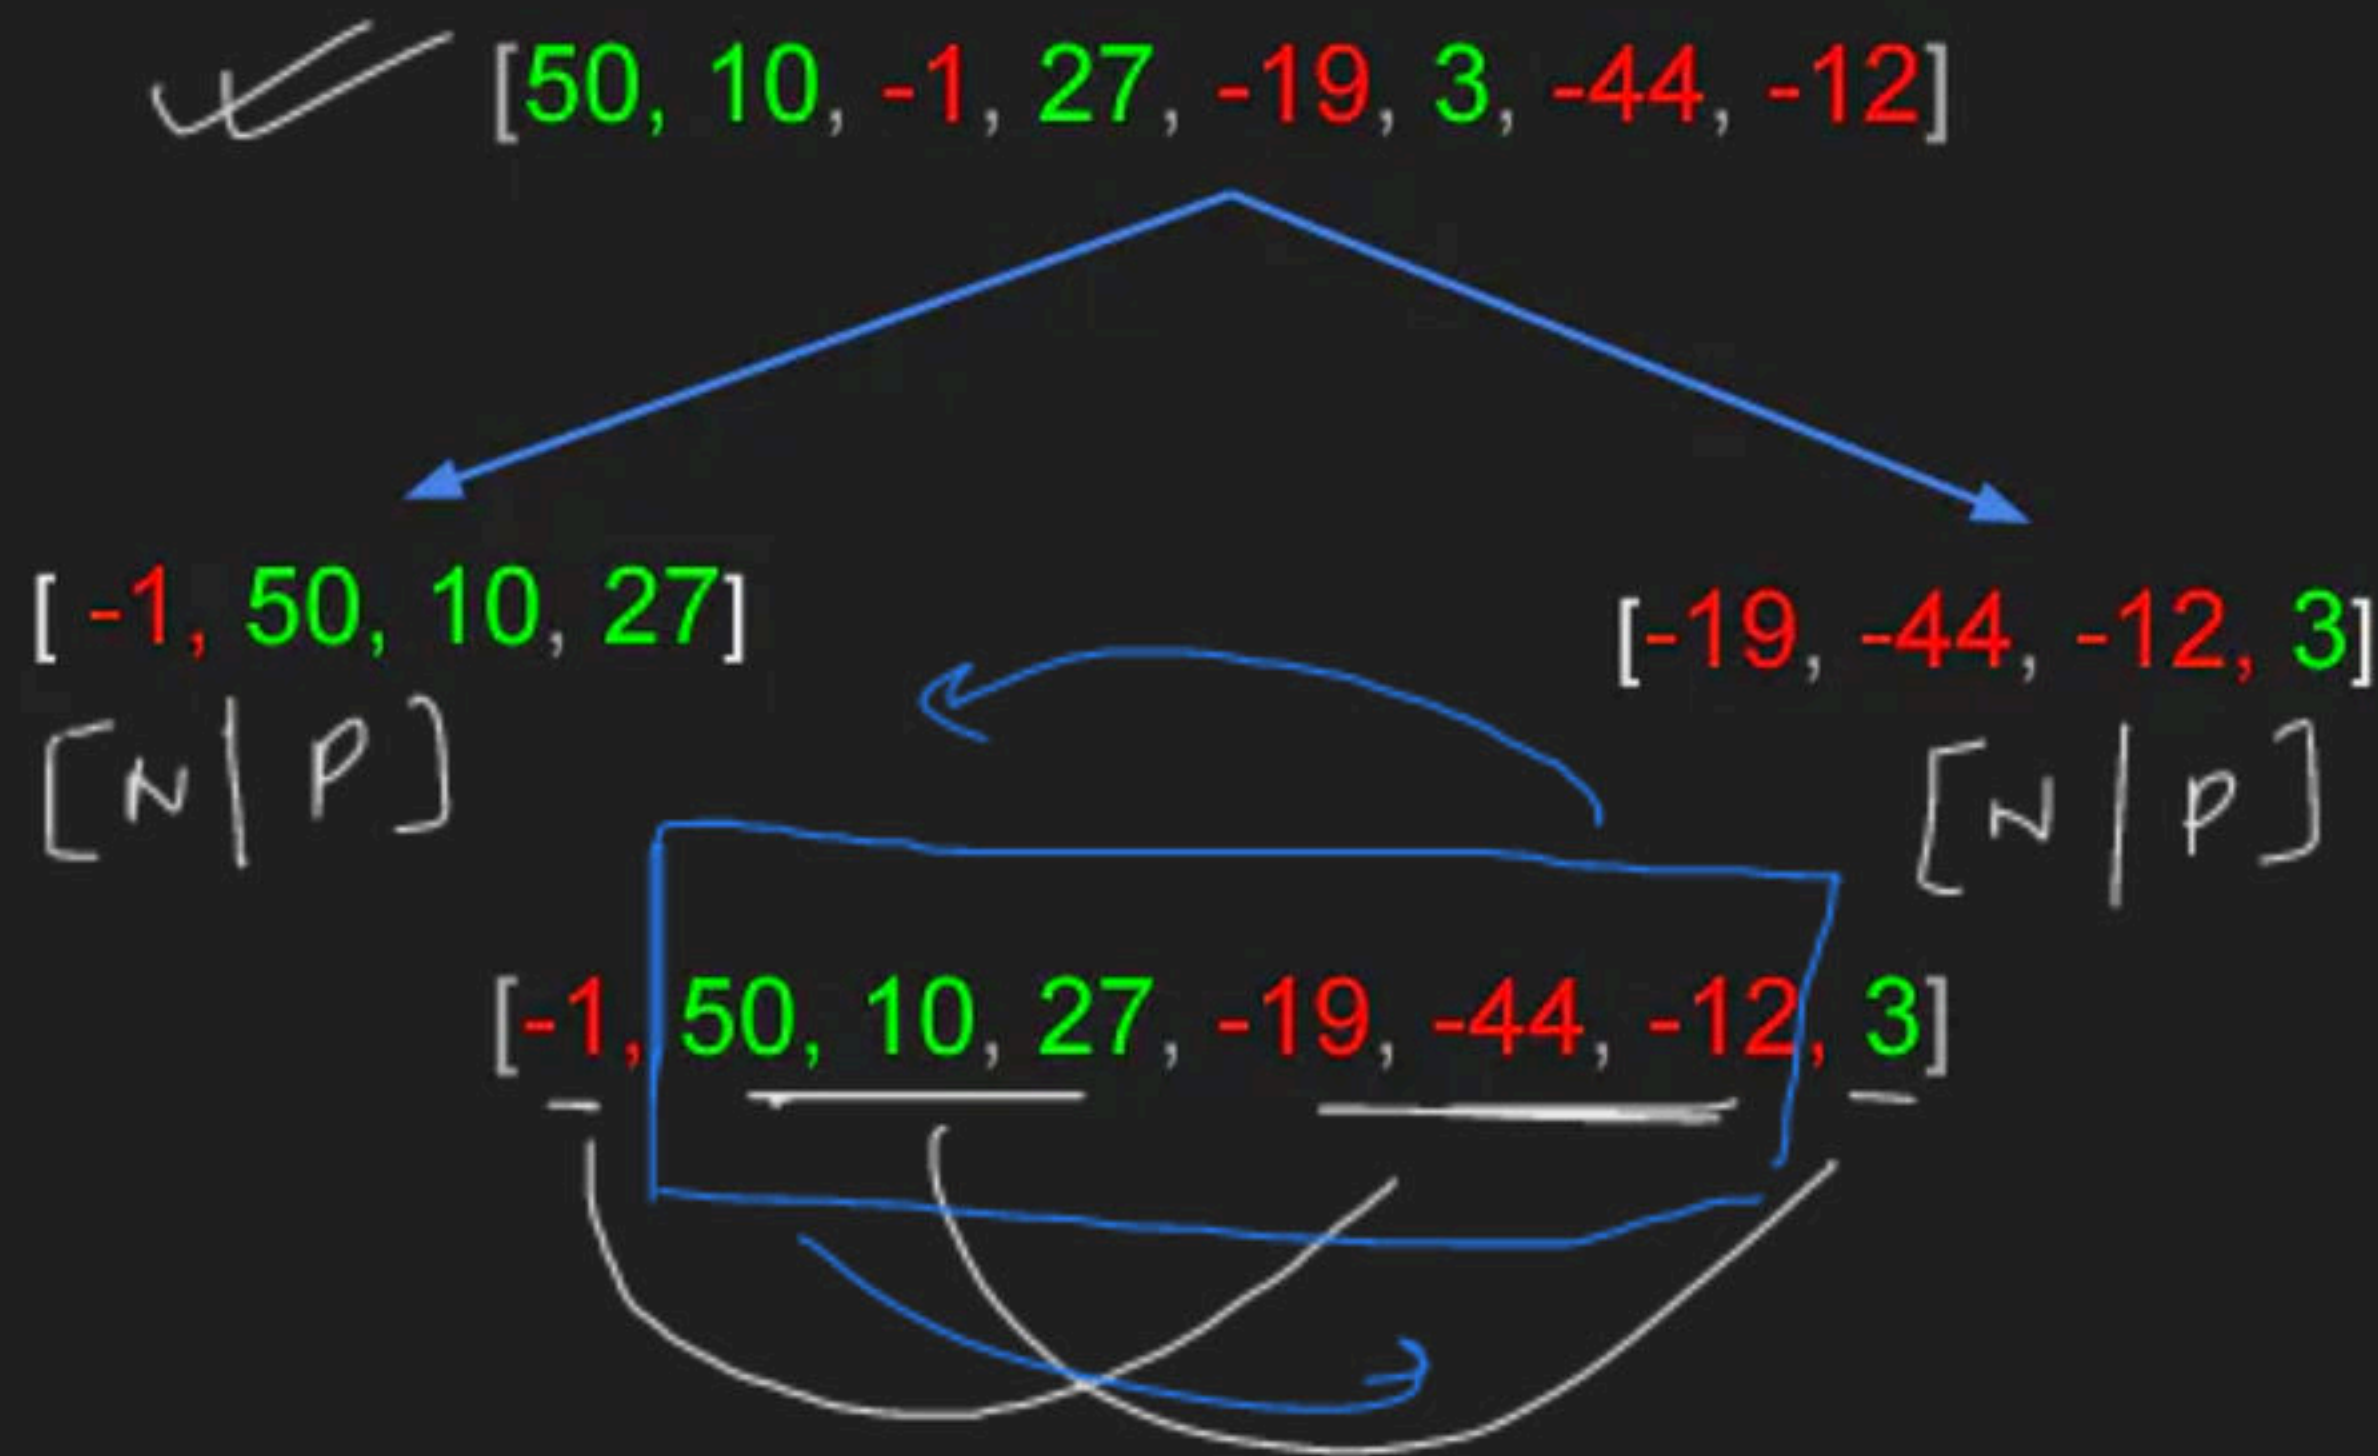 [50, 10, -1, 27, -19, 3, -44, -12]
[ -1, 50, 10, 27]
[-19, -44, -12, 3]
[N|P]
[N|P]
[-1, 50, 10, 27, -19, -44, -12, 3]